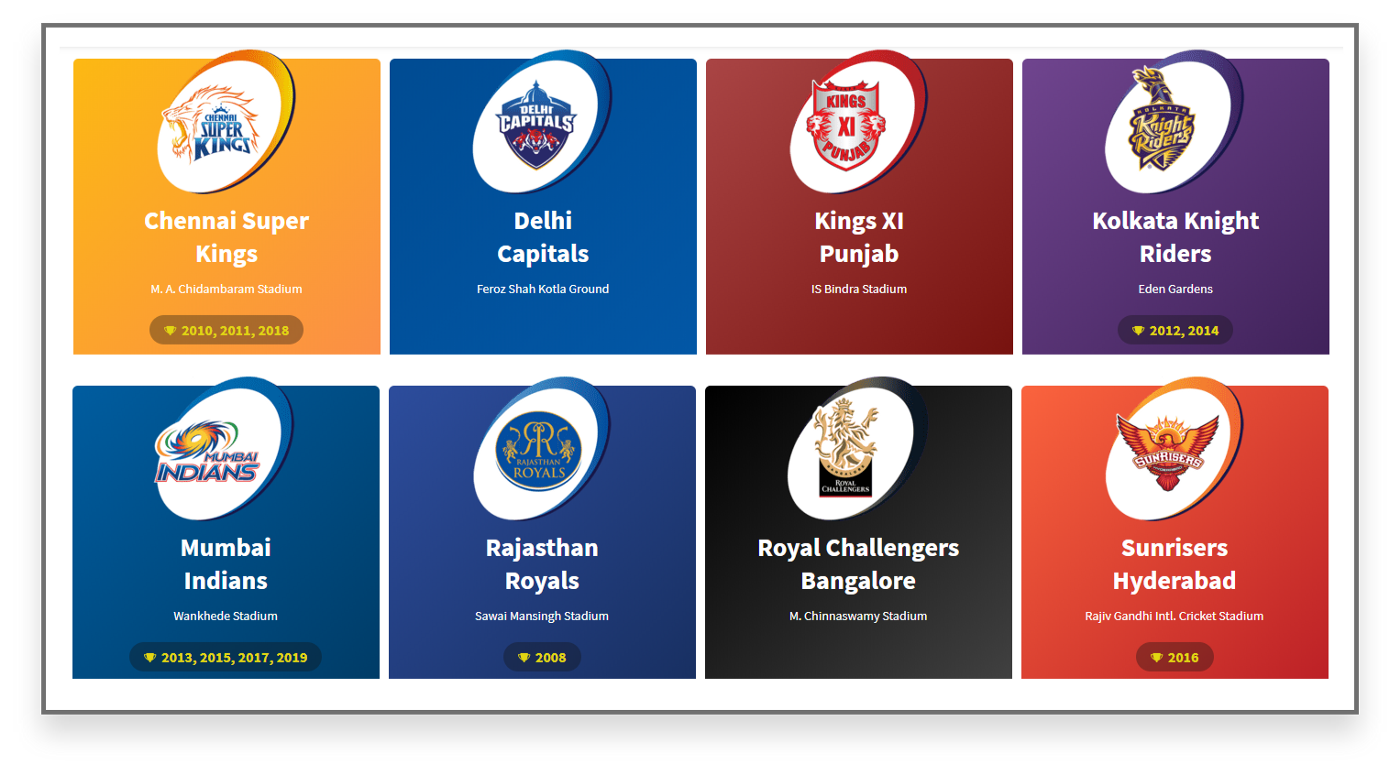 CHENNAI
SUPER
KINGS
Chennai Super
Kings
M. A. Chidambaram Stadium
2010, 2011, 2018
DELHI
CAPITALS
Delhi
Capitals
Feroz Shah Kotla Ground
KINGS
XI
PUNJAB
Kings XI
Punjab
IS Bindra Stadium
KOLKATA
Knight
Riders
Kolkata Knight
Riders
Eden Gardens
2012, 2014
MUMBAI
INDIANS
Mumbai
Indians
Wankhede Stadium
2013, 2015, 2017, 2019
RR
RAJASTHAN
ROYALS
Rajasthan
Royals
Sawai Mansingh Stadium
2008
ROYAL
CHALLENGERS
Royal Challengers
Bangalore
M. Chinnaswamy Stadium
SUNRISERS
Sunrisers
Hyderabad
Rajiv Gandhi Intl. Cricket Stadium
2016